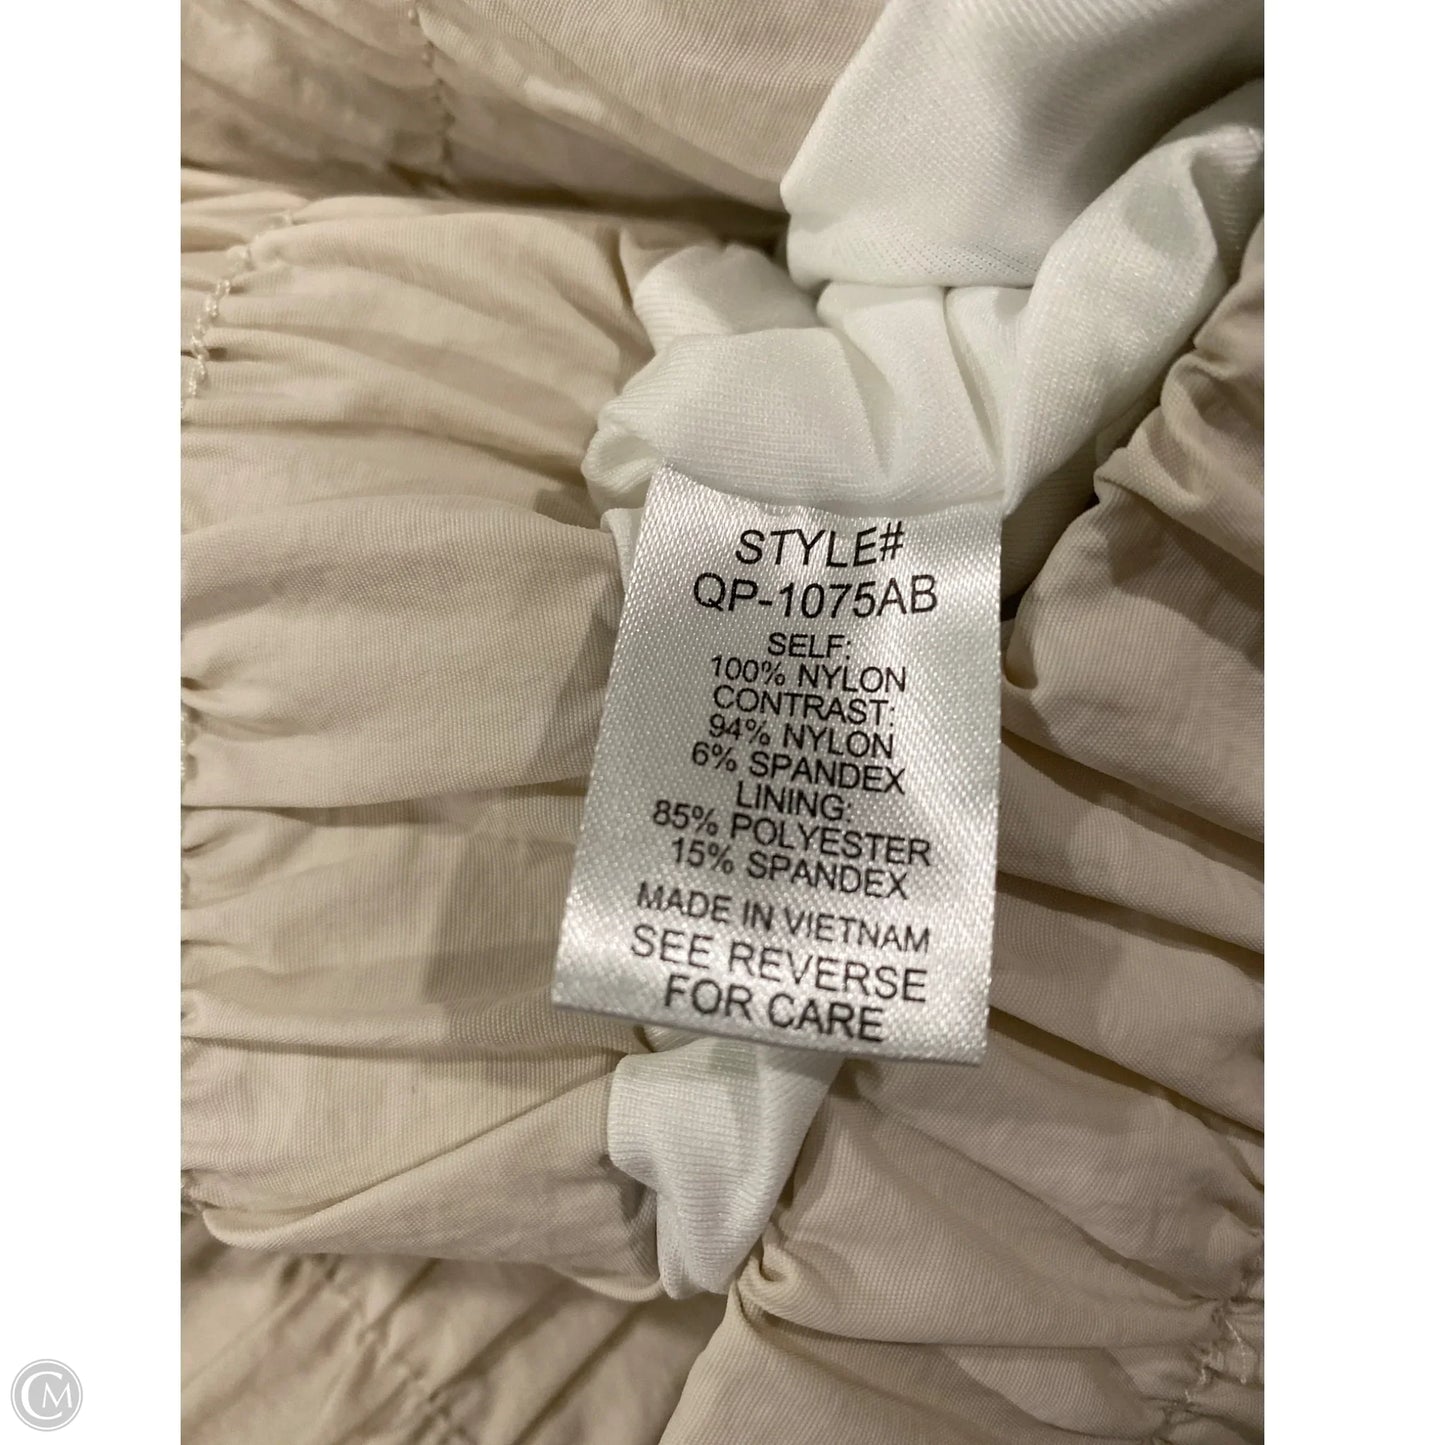 STYLE#
QP-1075AB
SELF:
100% NYLON
CONTRAST:
94% NYLON
6% SPANDEX
LINING:
85% POLYESTER
15% SPANDEX
MADE IN VIETNAM
SEE REVERSE
FOR CARE
CM